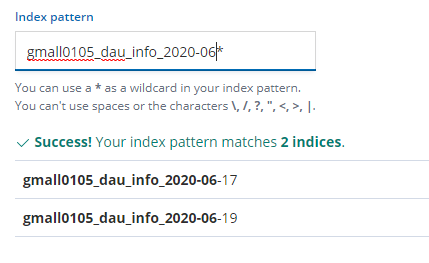 Index pattern
gmall0105_dau_info_2020-06*
You can use a * as a wildcard in your index pattern.
You can't use spaces or the characters \, /, ?, ", <, >, |.
✓ Success! Your index pattern matches 2 indices.
gmall0105_dau_info_2020-06-17
gmall0105_dau_info_2020-06-19